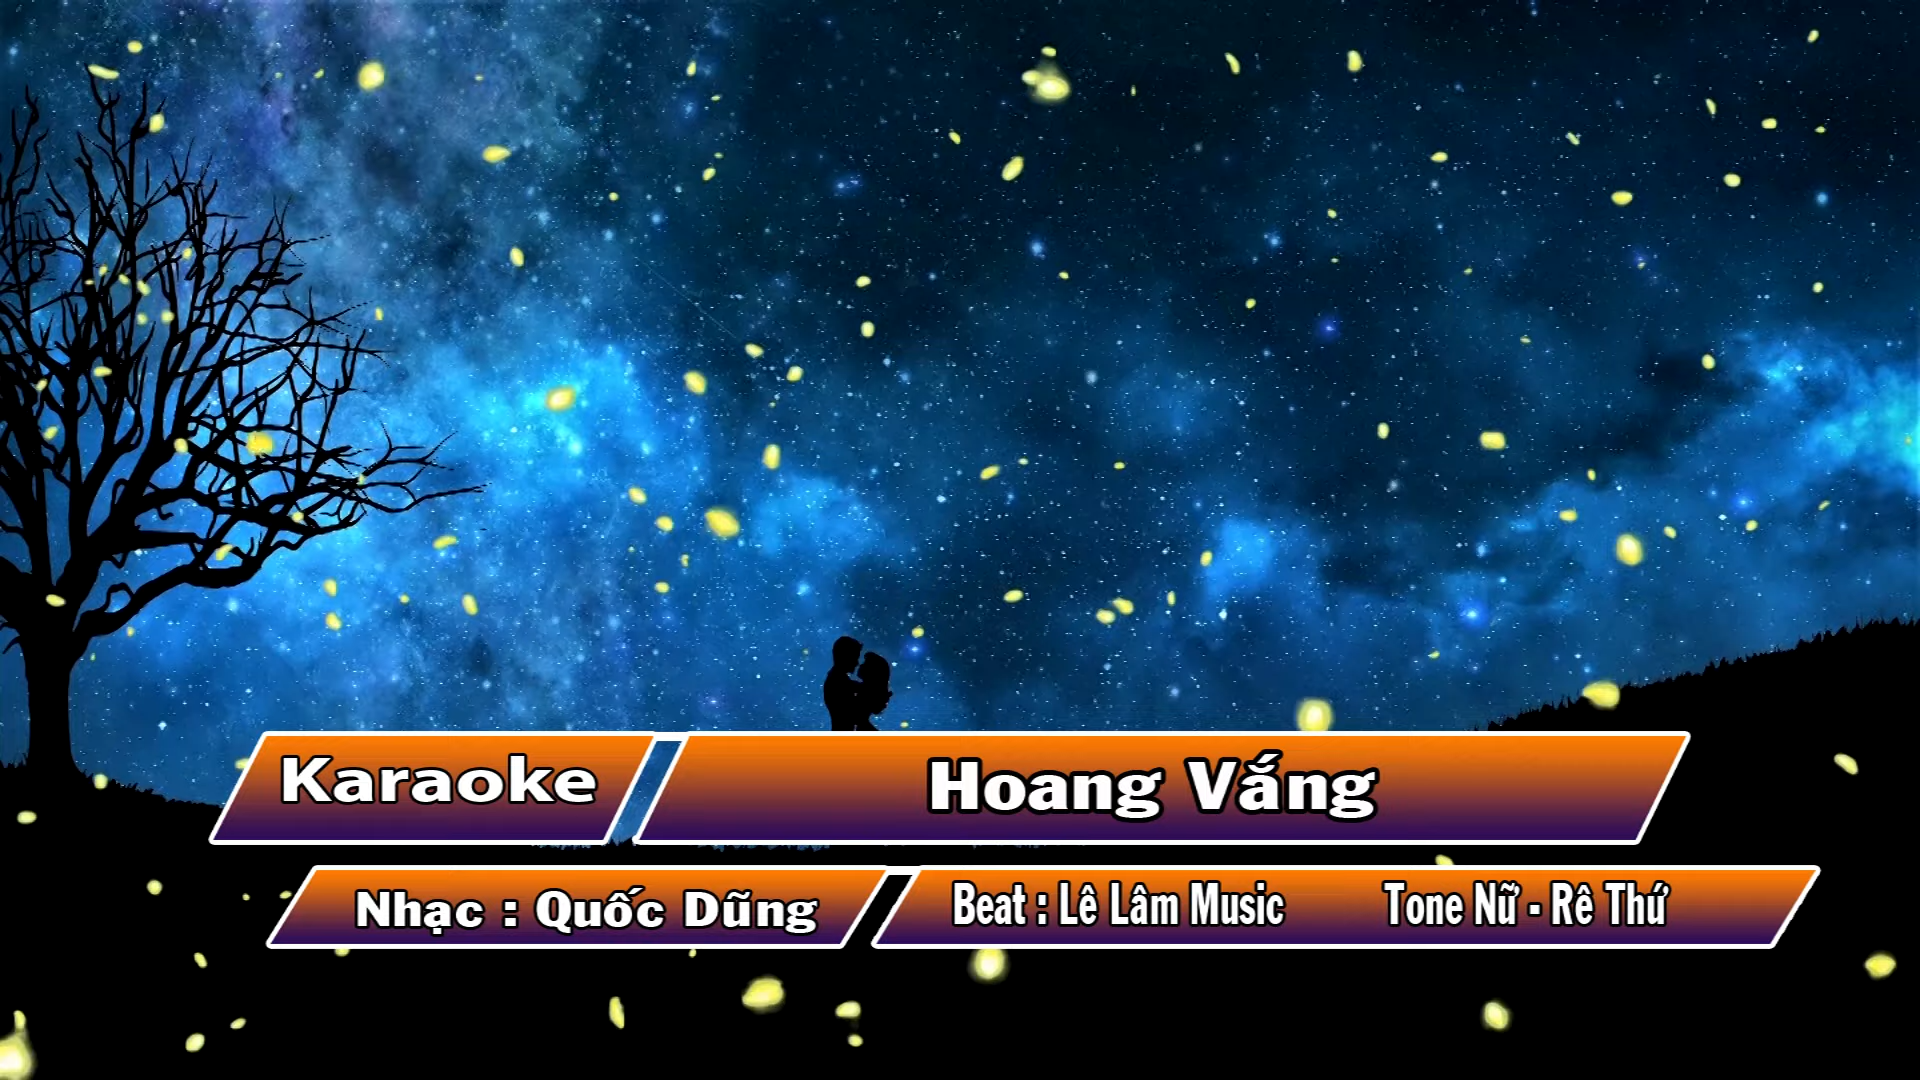 Karaoke
Hoang Vắng
Nhạc : Quốc Dũng
Beat : Lê Lâm Music Tone Nữ - Rê Thứ